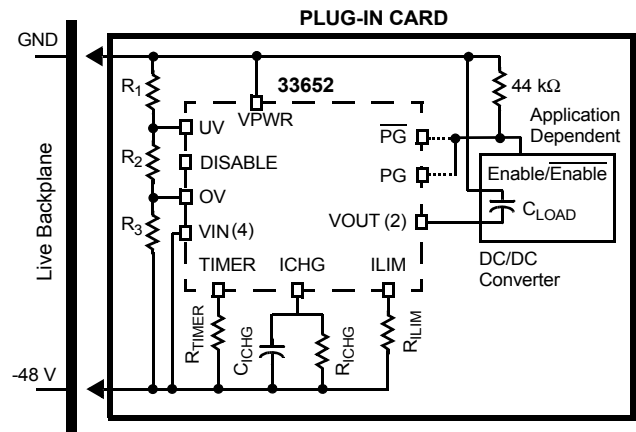 PLUG-IN CARD
GND
R1
33652
44 kΩ
VPWR
Application
Dependent
UV
PG
R2
DISABLE
PG
Enable/Enable
OV
CLOAD
R3
VIN (4)
VOUT (2)
DC/DC
Converter
TIMER
ICHG
ILIM
Live Backplane
RTIMER
CICHG
RICHG
RILIM
-48 V